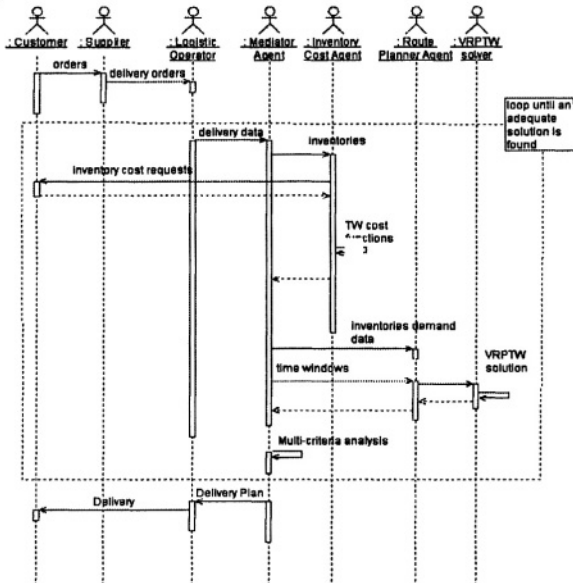 : Customer
: Supplier
: Logistic
Operator
: Mediator
Agent
: Inventory
Cost Agent
: Route
Planner Agent
: VRPTW
solver
orders
delivery orders
loop until an
adequate
solution is
found
delivery data
inventories
inventory cost requests
TW cost
inventories demand
data
time windows
VRPTW
solution
Multi-criteria analysis
Delivery Plan
Delivery